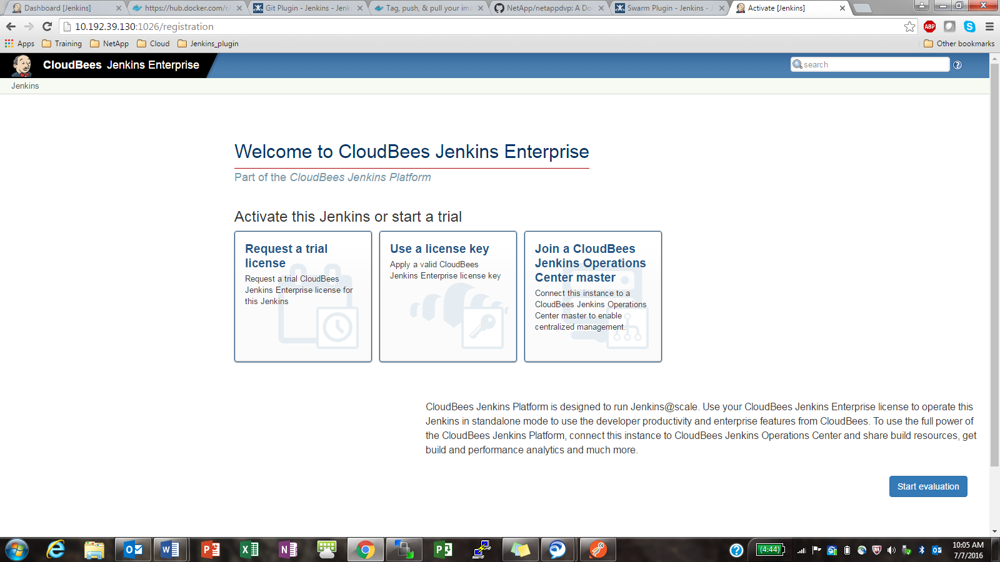 Dashboard [Jenkins]
https://hub.docker.com/r/
Git Plugin - Jenkins - Jenk
Tag, push, & pull your ima
NetApp/netappdvp: A Do
Swarm Plugin - Jenkins - J
Activate [Jenkins]
10.192.39.130:1026/registration
ABP
Apps
Training
NetApp
Cloud
Jenkins_plugin
Other bookmarks
CloudBees Jenkins Enterprise
search
Jenkins
Welcome to CloudBees Jenkins Enterprise
Part of the CloudBees Jenkins Platform
Activate this Jenkins or start a trial
Request a trial
license
Request a trial CloudBees
Jenkins Enterprise license for
this Jenkins
Use a license key
Apply a valid CloudBees
Jenkins Enterprise license key
Join a CloudBees
Jenkins Operations
Center master
Connect this instance to a
CloudBees Jenkins Operations
Center master to enable
centralized management.
CloudBees Jenkins Platform is designed to run Jenkins@scale. Use your CloudBees Jenkins Enterprise license to operate this
Jenkins in standalone mode to use the developer productivity and enterprise features from CloudBees. To use the full power of
the CloudBees Jenkins Platform, connect this instance to CloudBees Jenkins Operations Center and share build resources, get
build and performance analytics and much more.
Start evaluation
(4:44)
10:05 AM
7/7/2016